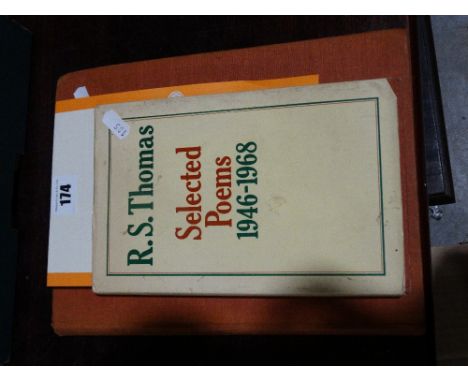 R.S. Thomas
Selected
Poems
1946-1968
174